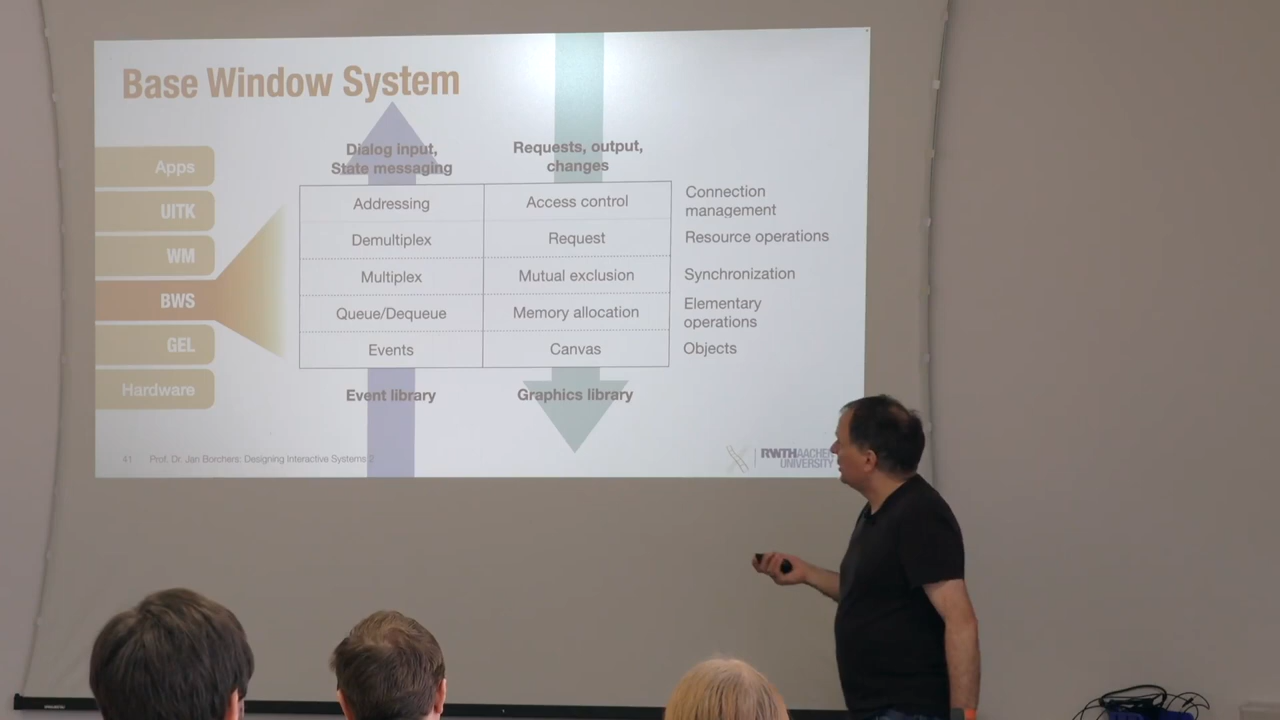 Base Window System
Dialog input,
State messaging
Requests, output,
changes
Apps
UITK
WM
BWS
GEL
Hardware
Addressing
Access control
Connection
management
Demultiplex
Request
Resource operations
Multiplex
Mutual exclusion
Synchronization
Queue/Dequeue
Memory allocation
Elementary
operations
Events
Canvas
Objects
Event library
Graphics library
41 Prof. Dr. Jan Borchers: Designing Interactive Systems 2
RWTHAACHEN
UNIVERSITY